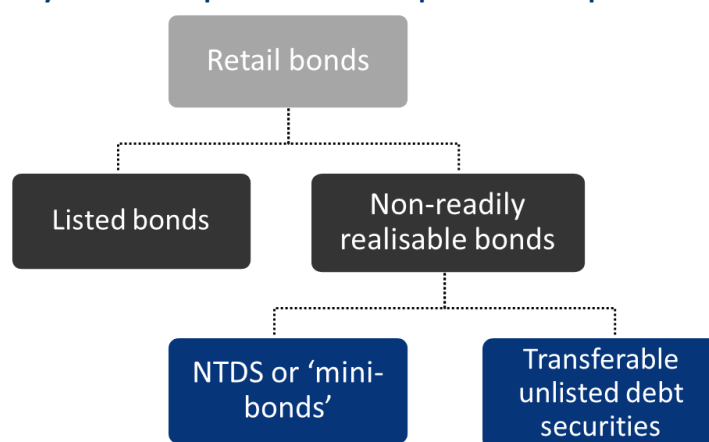 Retail bonds
Listed bonds
Non-readily
realisable bonds
NTDS or ‘mini-
bonds’
Transferable
unlisted debt
securities